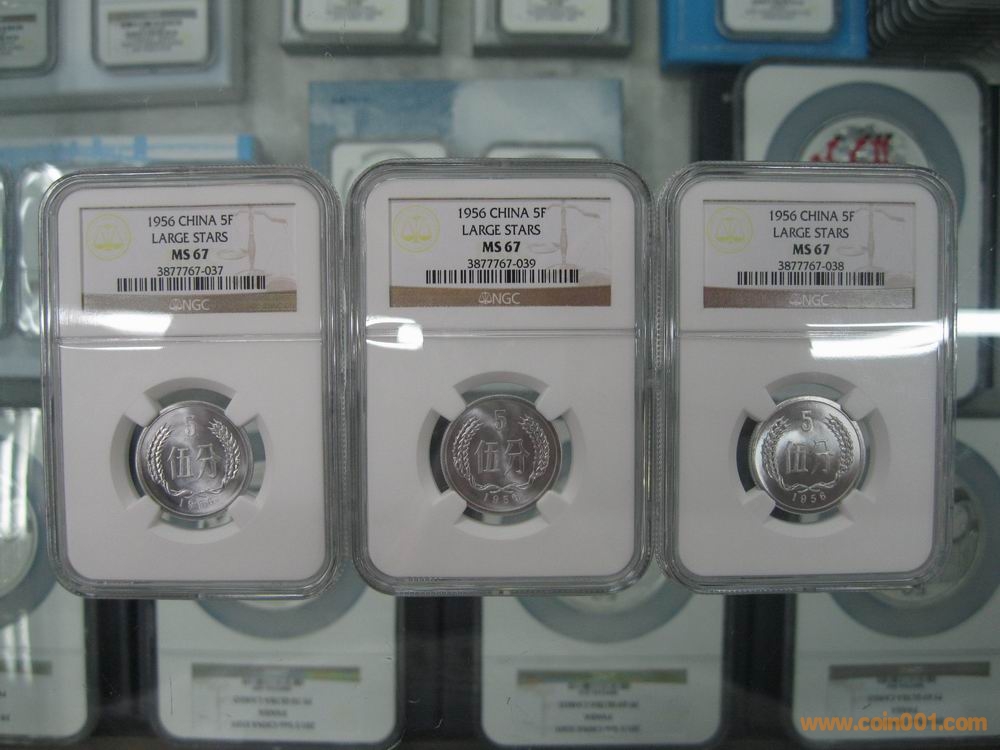 1956 CHINA 5F
LARGE STARS
MS 67
3877767-037
NGC
5
伍分
1956
1956 CHINA 5F
LARGE STARS
MS 67
3877767-039
NGC
5
伍分
1956
1956 CHINA 5F
LARGE STARS
MS 67
3877767-038
NGC
5
伍分
1956
www.coin001.com